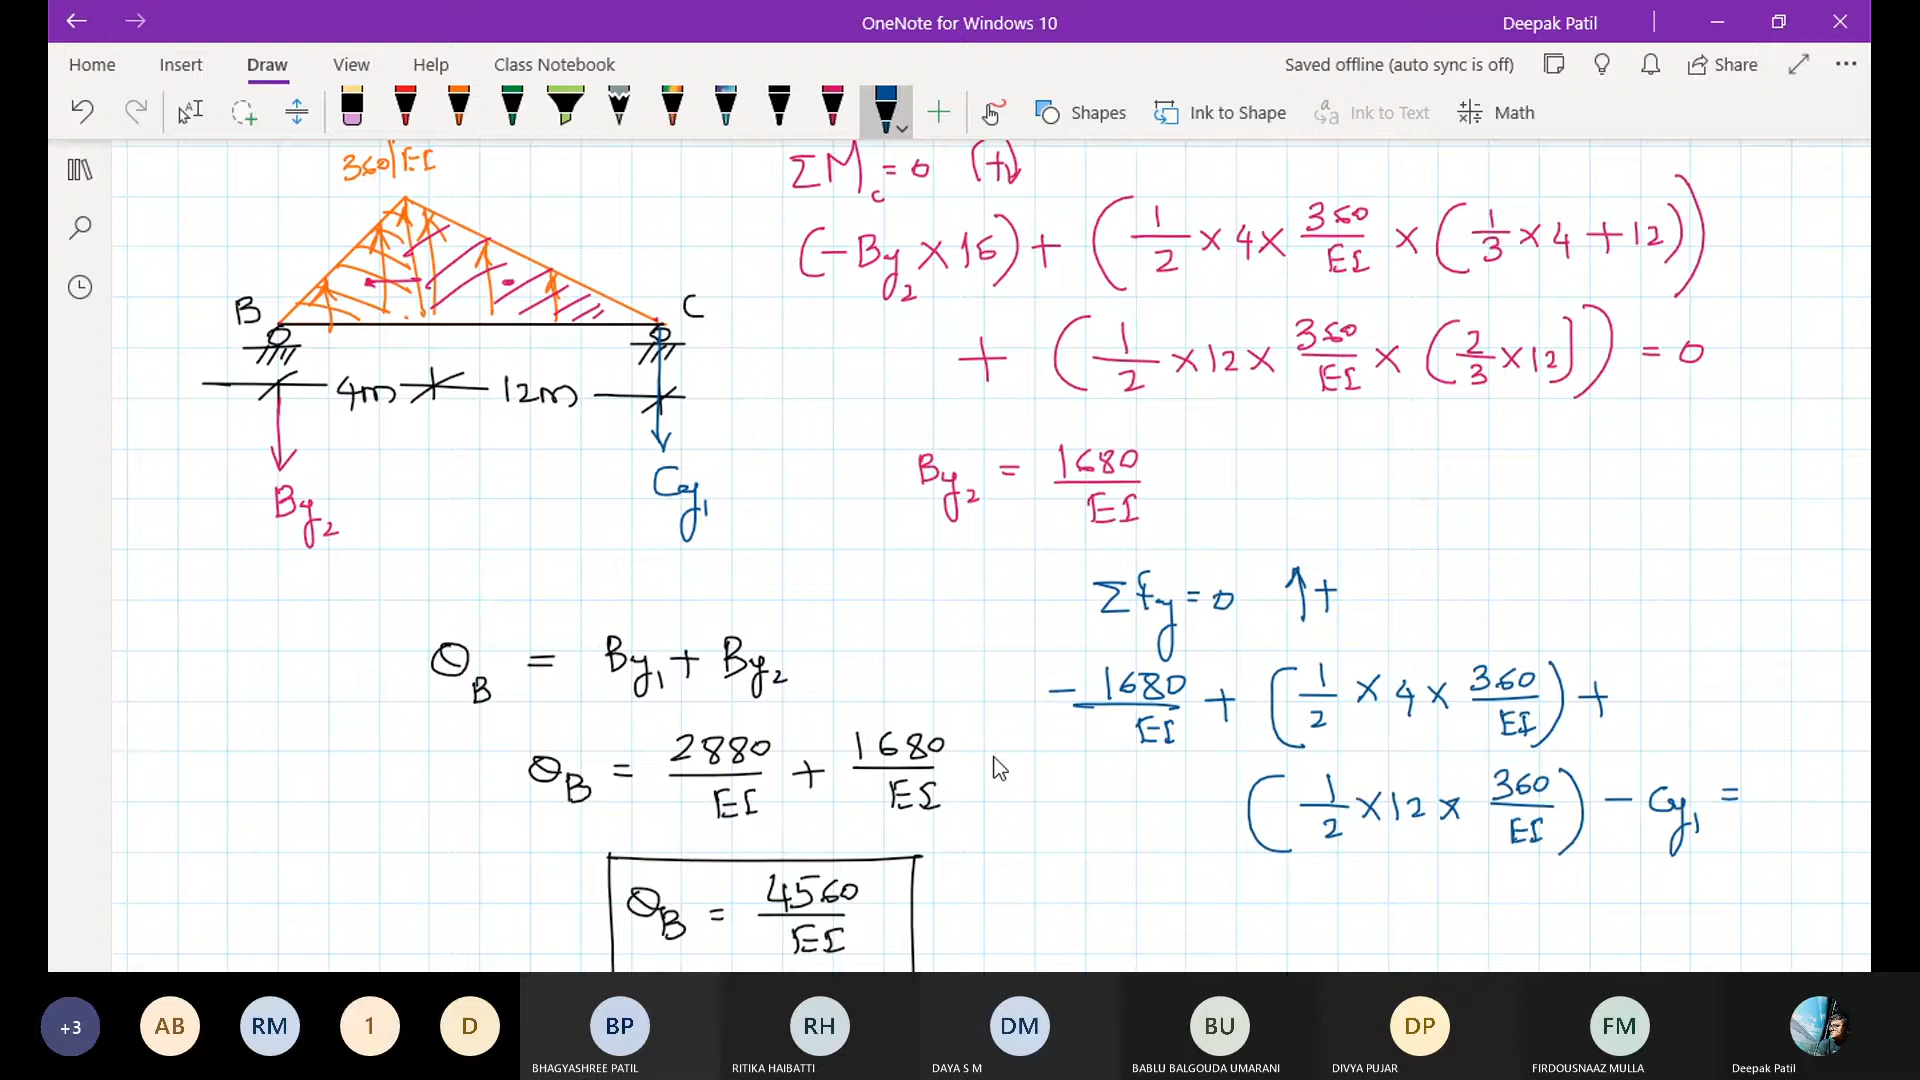 OneNote for Windows 10
Deepak Patil
Home Insert Draw View Help Class Notebook
Saved offline (auto sync is off)
Share
Shapes Ink to Shape Ink to Text Math
360/EI
B C
4m 12m
By2
Cy1
ΣMc = 0 (+)
(-By2 × 16) + (1/2 × 4 × 360/EI × (1/3 × 4 + 12))
+ (1/2 × 12 × 360/EI × (2/3 × 12)) = 0
By2 = 1680/EI
ΣFy = 0 ↑+
- 1680/EI + (1/2 × 4 × 360/EI) +
(1/2 × 12 × 360/EI) - Cy1 =
ΘB = By1 + By2
ΘB = 2880/EI + 1680/EI
ΘB = 4560/EI
+3 AB RM 1 D BP RH DM BU DP FM
BHAGYASHREE PATIL RITIKA HAIBATTI DAYA S M BABLU BALGOUDA UMARANI DIVYA PUJAR FIRDOUSNAAZ MULLA Deepak Patil